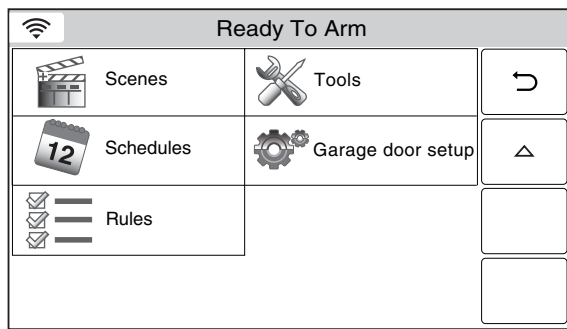 Ready To Arm
Scenes
Tools
Schedules
12
Garage door setup
Rules